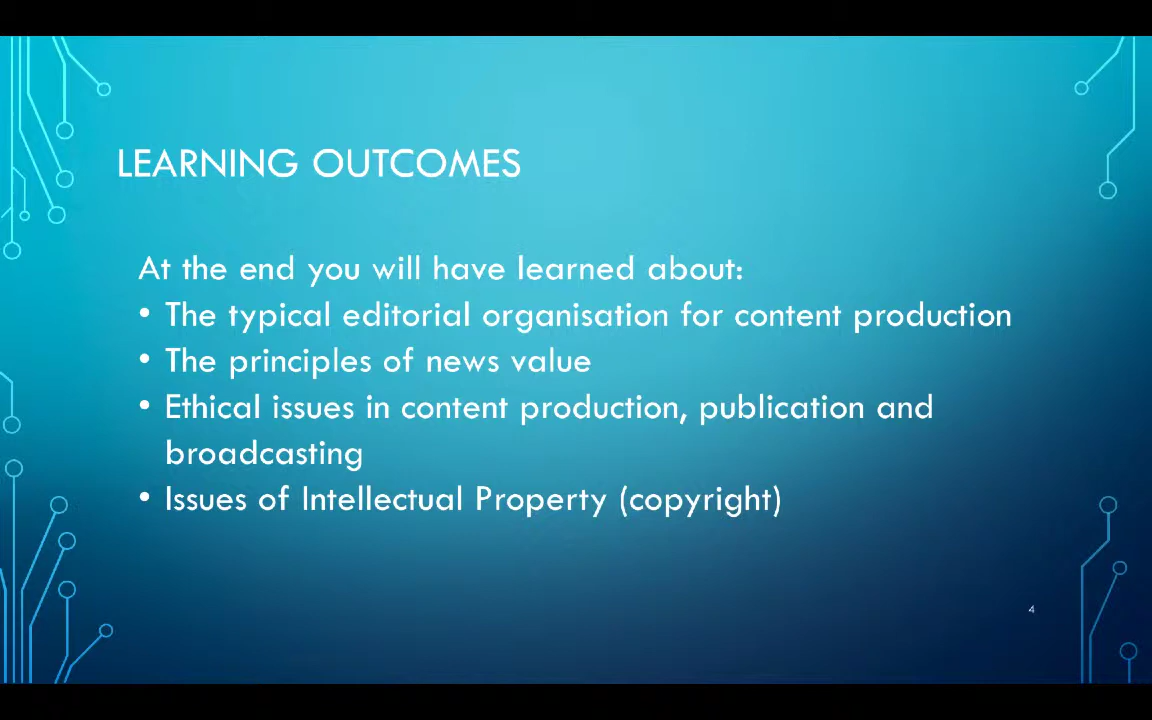 LEARNING OUTCOMES
At the end you will have learned about:
• The typical editorial organisation for content production
• The principles of news value
• Ethical issues in content production, publication and
broadcasting
• Issues of Intellectual Property (copyright)
4